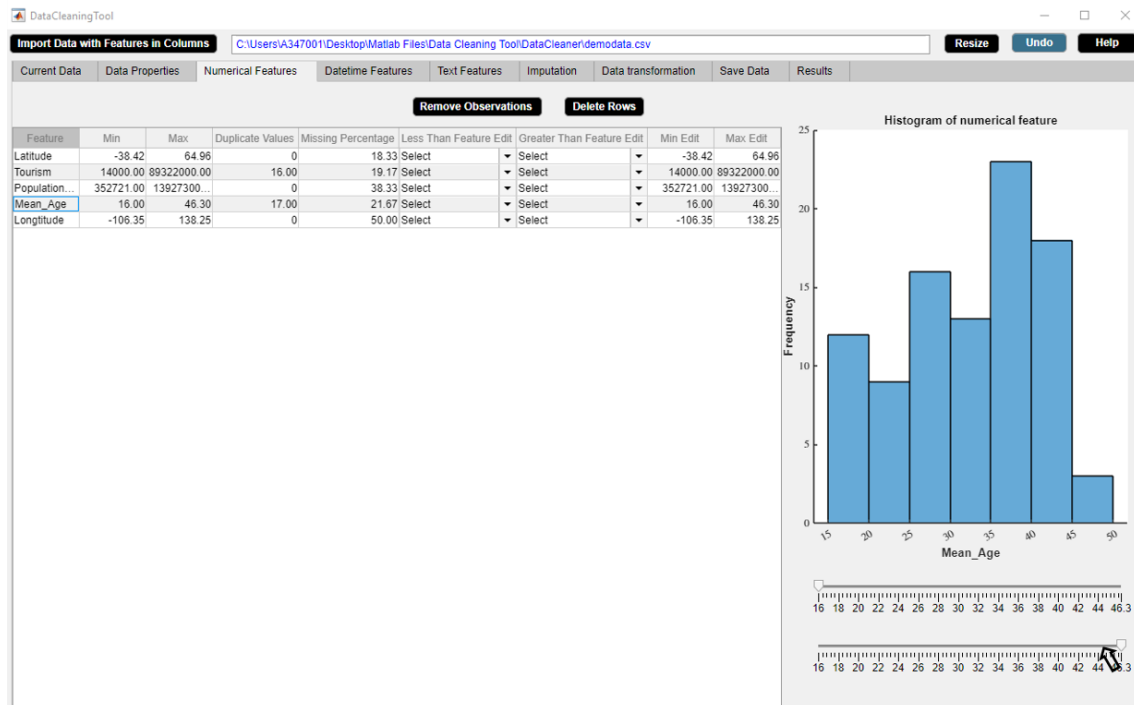 DataCleaningTool
Import Data with Features in Columns C:\Users\A347001\Desktop\Matlab Files\Data Cleaning Tool\DataCleaner\demodata.csv Resize Undo Help
Current Data Data Properties Numerical Features Datetime Features Text Features Imputation Data transformation Save Data Results
Remove Observations Delete Rows
Feature Min Max Duplicate Values Missing Percentage Less Than Feature Edit Greater Than Feature Edit Min Edit Max Edit
Latitude -38.42 64.96 0 18.33 Select Select -38.42 64.96
Tourism 14000.00 89322000.00 16.00 19.17 Select Select 14000.00 89322000.00
Population... 352721.00 13927300... 0 38.33 Select Select 352721.00 13927300...
Mean_Age 16.00 46.30 17.00 21.67 Select Select 16.00 46.30
Longtitude -106.35 138.25 0 50.00 Select Select -106.35 138.25
Histogram of numerical feature
25
20
15
10
5
0
Frequency
15 20 25 30 35 40 45 50
Mean_Age
16 18 20 22 24 26 28 30 32 34 36 38 40 42 44 46.3
16 18 20 22 24 26 28 30 32 34 36 38 40 42 44